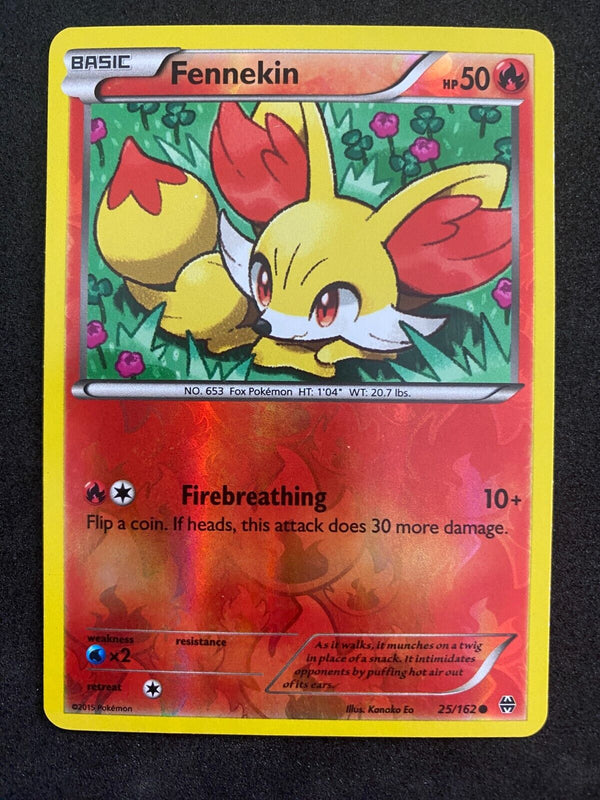 BASIC
Fennekin
HP 50
NO. 653 Fox Pokémon HT: 1'04" WT: 20.7 lbs.
Firebreathing 10+
Flip a coin. If heads, this attack does 30 more damage.
weakness resistance
×2
As it walks, it munches on a twig
in place of a snack. It intimidates
opponents by puffing hot air out
of its ears.
retreat
©2015 Pokémon
Illus. Kanako Eo 25/162